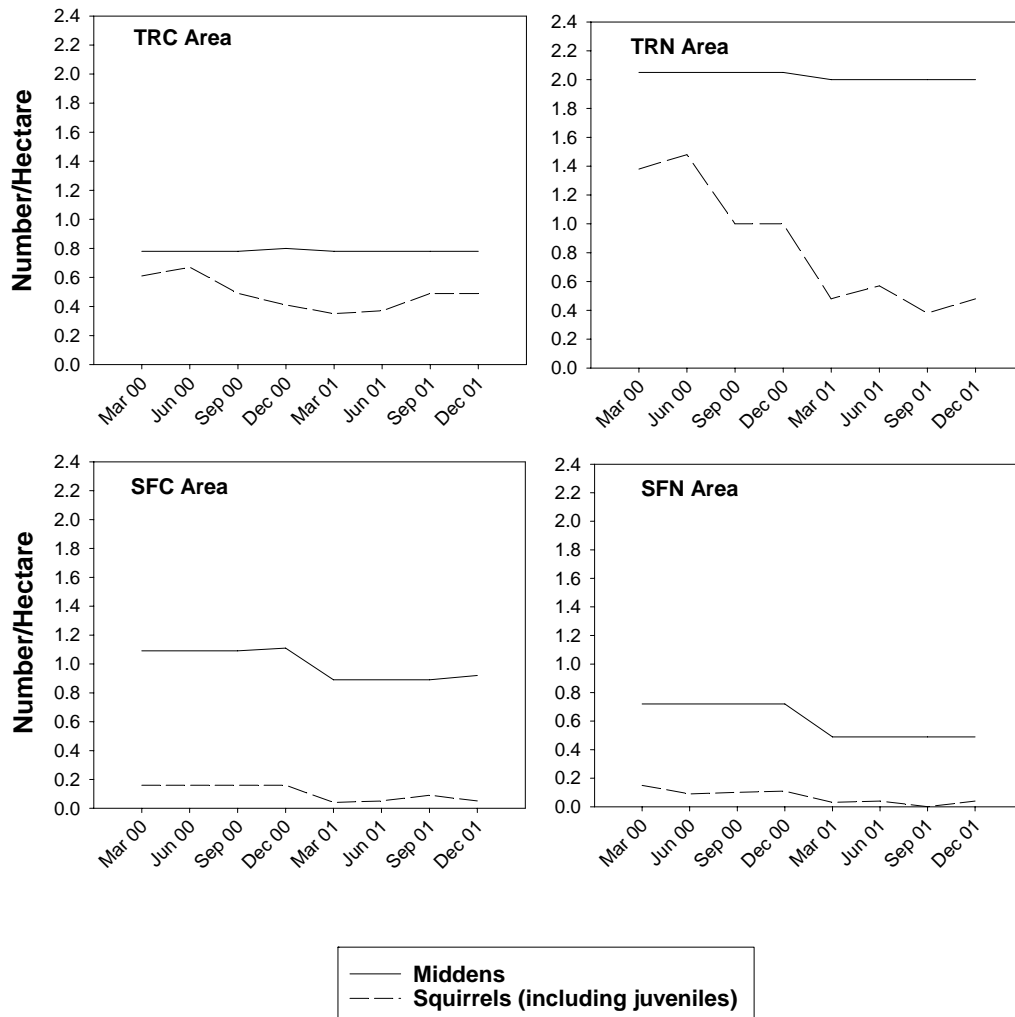 TRC Area
Number/Hectare
2.4
2.2
2.0
1.8
1.6
1.4
1.2
1.0
0.8
0.6
0.4
0.2
0.0
Mar 00
Jun 00
Sep 00
Dec 00
Mar 01
Jun 01
Sep 01
Dec 01
TRN Area
2.4
2.2
2.0
1.8
1.6
1.4
1.2
1.0
0.8
0.6
0.4
0.2
0.0
Mar 00
Jun 00
Sep 00
Dec 00
Mar 01
Jun 01
Sep 01
Dec 01
SFC Area
Number/Hectare
2.4
2.2
2.0
1.8
1.6
1.4
1.2
1.0
0.8
0.6
0.4
0.2
0.0
Mar 00
Jun 00
Sep 00
Dec 00
Mar 01
Jun 01
Sep 01
Dec 01
SFN Area
2.4
2.2
2.0
1.8
1.6
1.4
1.2
1.0
0.8
0.6
0.4
0.2
0.0
Mar 00
Jun 00
Sep 00
Dec 00
Mar 01
Jun 01
Sep 01
Dec 01
Middens
Squirrels (including juveniles)